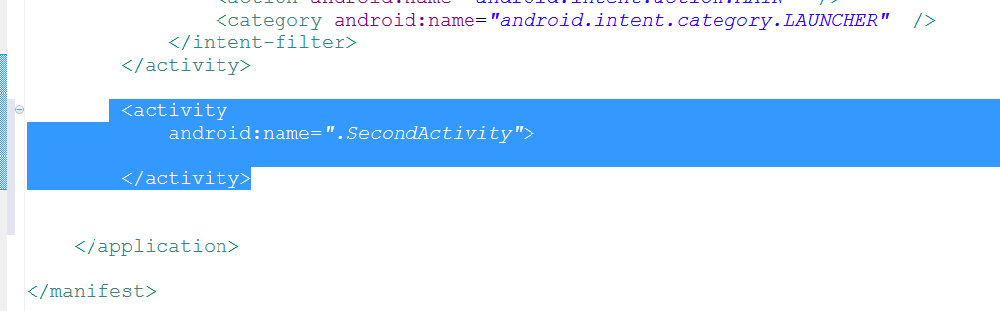 <action android:name="android.intent.action.MAIN" />
<category android:name="android.intent.category.LAUNCHER"  />
</intent-filter>
</activity>
<activity
android:name=".SecondActivity">
</activity>
</application>
</manifest>